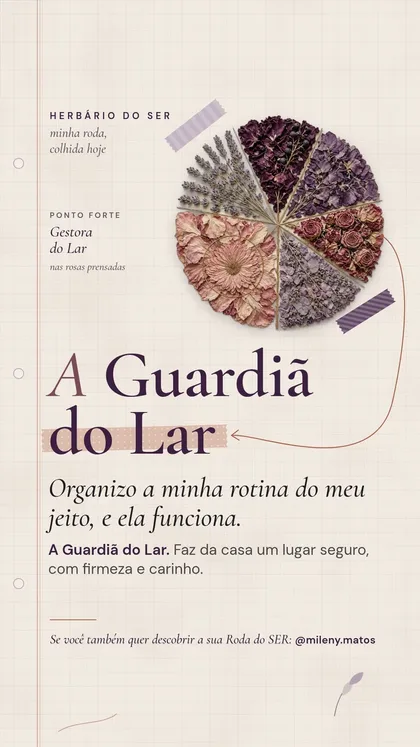 HERBÁRIO DO SER
minha roda,
colhida hoje
PONTO FORTE
Gestora
do Lar
nas rosas prensadas
A Guardiã
do Lar
Organizo a minha rotina do meu
jeito, e ela funciona.
A Guardiã do Lar. Faz da casa um lugar seguro,
com firmeza e carinho.
Se você também quer descobrir a sua Roda do SER: @mileny.matos